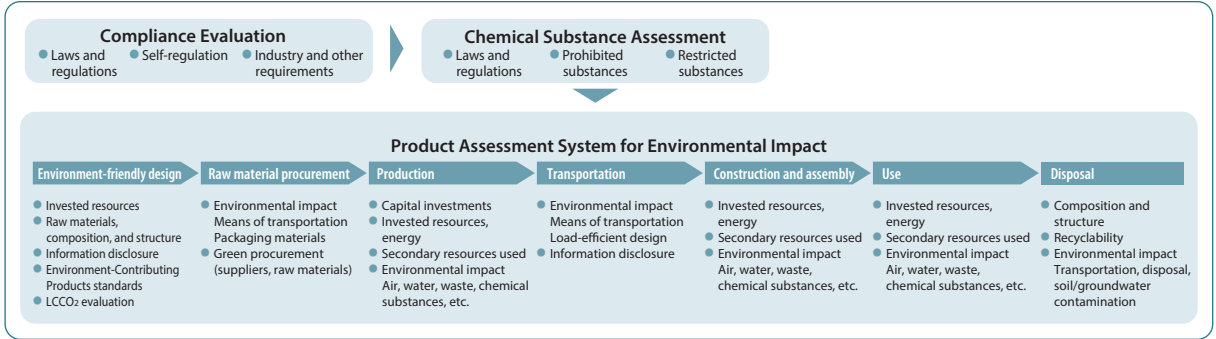 Compliance Evaluation
● Laws and
regulations
● Self-regulation
● Industry and other
requirements
Chemical Substance Assessment
● Laws and
regulations
● Prohibited
substances
● Restricted
substances
Product Assessment System for Environmental Impact
Environment-friendly design
● Invested resources
● Raw materials,
composition, and structure
● Information disclosure
● Environment-Contributing
Products standards
● LCCO2 evaluation
Raw material procurement
● Environmental impact
Means of transportation
Packaging materials
● Green procurement
(suppliers, raw materials)
Production
● Capital investments
● Invested resources,
energy
● Secondary resources used
● Environmental impact
Air, water, waste, chemical
substances, etc.
Transportation
● Environmental impact
Means of transportation
Load-efficient design
● Information disclosure
Construction and assembly
● Invested resources,
energy
● Secondary resources used
● Environmental impact
Air, water, waste,
chemical substances, etc.
Use
● Invested resources,
energy
● Secondary resources used
● Environmental impact
Air, water, waste,
chemical substances, etc.
Disposal
● Composition and
structure
● Recyclability
● Environmental impact
Transportation, disposal,
soil/groundwater
contamination